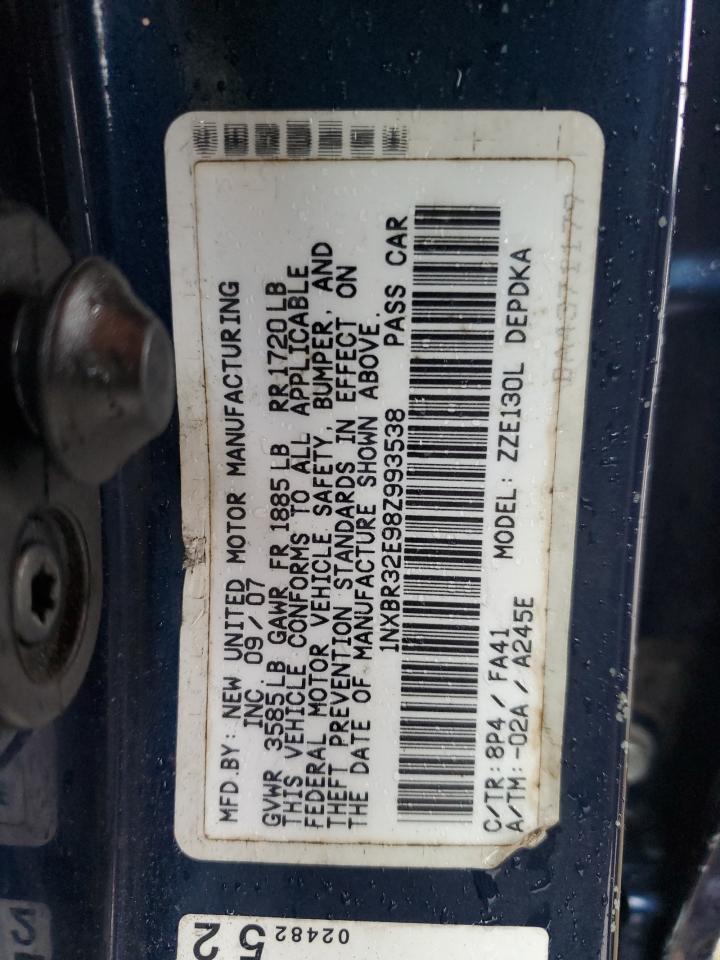 MFD.BY: NEW UNITED MOTOR MANUFACTURING
INC. 09/07
GVWR 3585LB GAWR FR 1885LB RR1720LB
THIS VEHICLE CONFORMS TO ALL APPLICABLE
FEDERAL MOTOR VEHICLE SAFETY, BUMPER, AND
THEFT PREVENTION STANDARDS IN EFFECT ON
THE DATE OF MANUFACTURE SHOWN ABOVE.
1NXBR32E98Z993538 PASS CAR
C/TR: 8P4/FA41 MODEL: ZZE130L DEPDKA
A/TM:-02A/A245E
02482